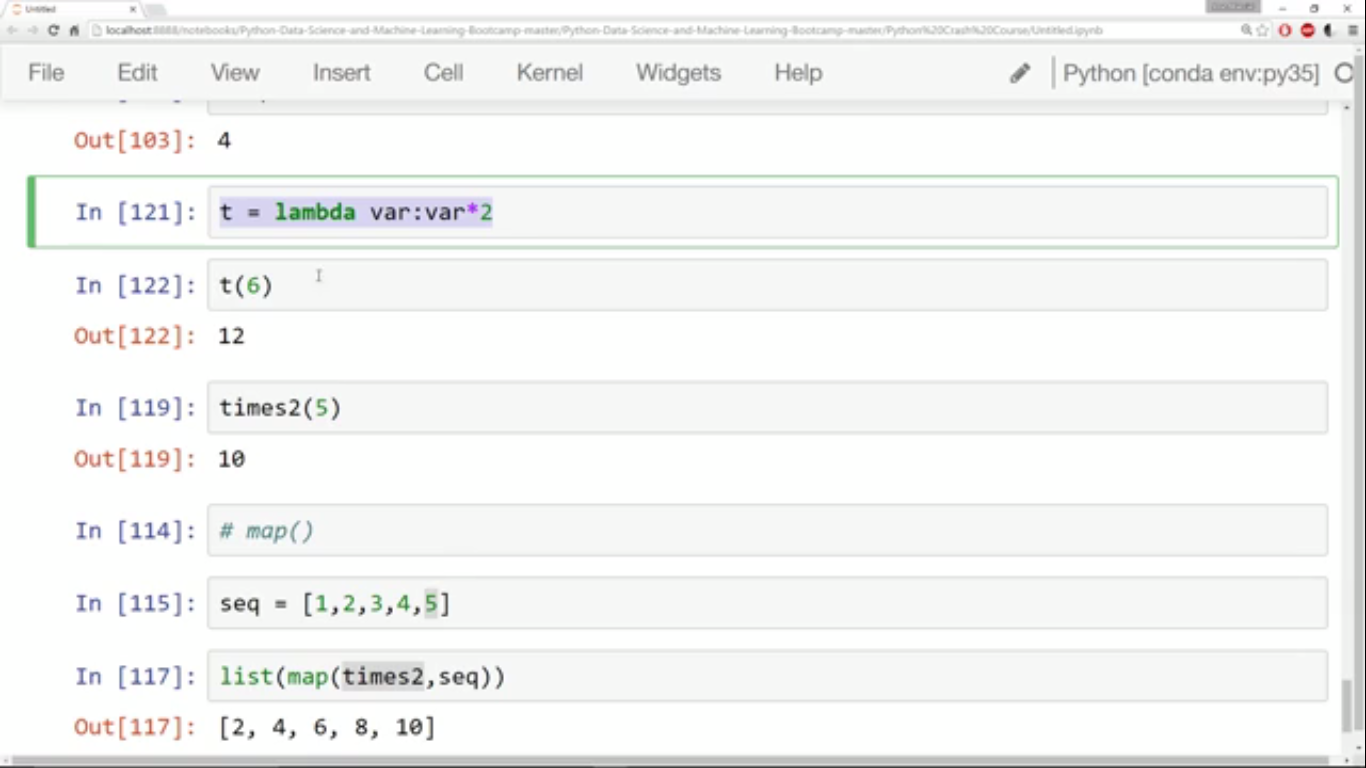 Untitled
localhost:8888/notebooks/Python-Data-Science-and-Machine-Learning-Bootcamp-master/Python-Data-Science-and-Machine-Learning-Bootcamp-master/Python%20Crash%20Course/Untitled.ipynb
File Edit View Insert Cell Kernel Widgets Help Python [conda env:py35]
Out[103]: 4
In [121]: t = lambda var:var*2
In [122]: t(6)
Out[122]: 12
In [119]: times2(5)
Out[119]: 10
In [114]: # map()
In [115]: seq = [1,2,3,4,5]
In [117]: list(map(times2,seq))
Out[117]: [2, 4, 6, 8, 10]